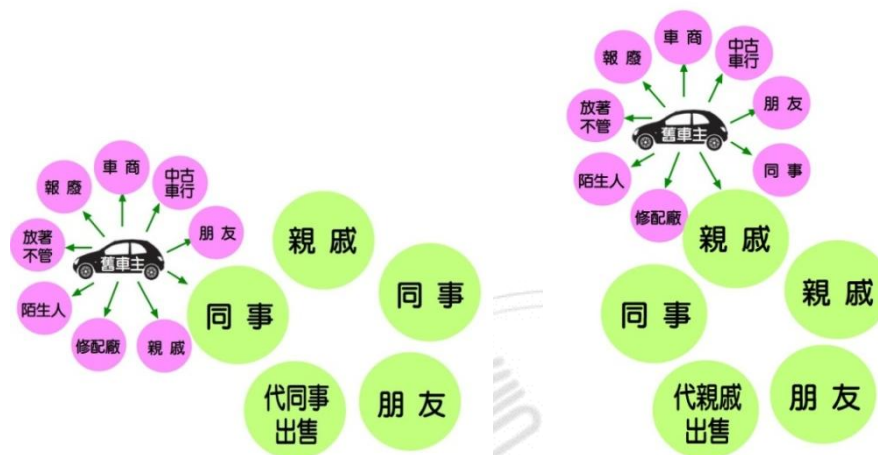 車商
中古
車行
報廢
朋友
放著
不管
舊車主
陌生人
修配廠
親戚
同事
親戚
同事
朋友
代同事
出售
車商
中古
車行
報廢
朋友
放著
不管
舊車主
同事
陌生人
修配廠
親戚
同事
親戚
朋友
代親戚
出售